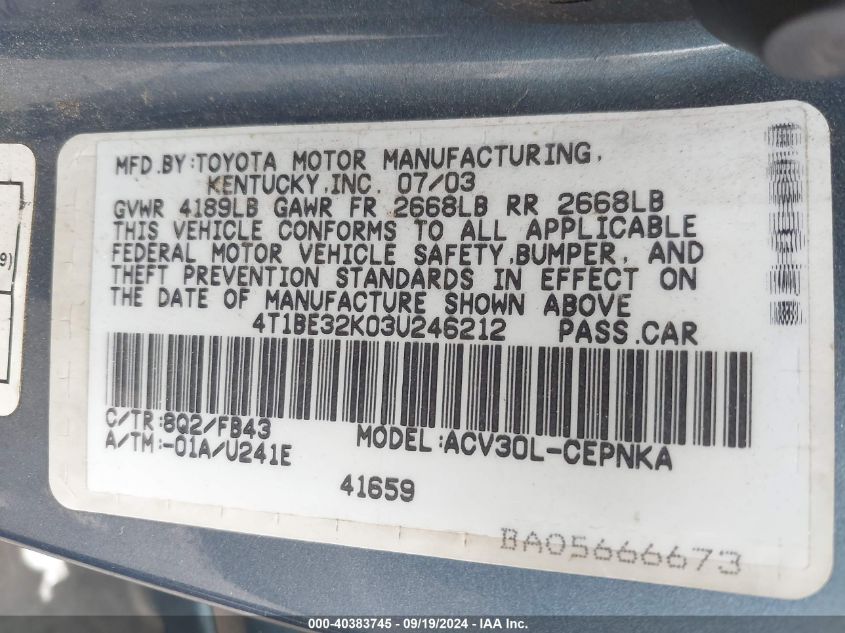 MFD.BY:TOYOTA MOTOR MANUFACTURING,
KENTUCKY,INC. 07/03
GVWR 4189LB GAWR FR 2668LB RR 2668LB
THIS VEHICLE CONFORMS TO ALL APPLICABLE
FEDERAL MOTOR VEHICLE SAFETY,BUMPER, AND
THEFT PREVENTION STANDARDS IN EFFECT ON
THE DATE OF MANUFACTURE SHOWN ABOVE
4T1BE32K03U246212 PASS.CAR
C/TR:8Q2/FB43
A/TM:-01A/U241E
MODEL:ACV30L-CEPNKA
41659
BA05666673
9)
000-40383745 - 09/19/2024 - IAA, Inc.